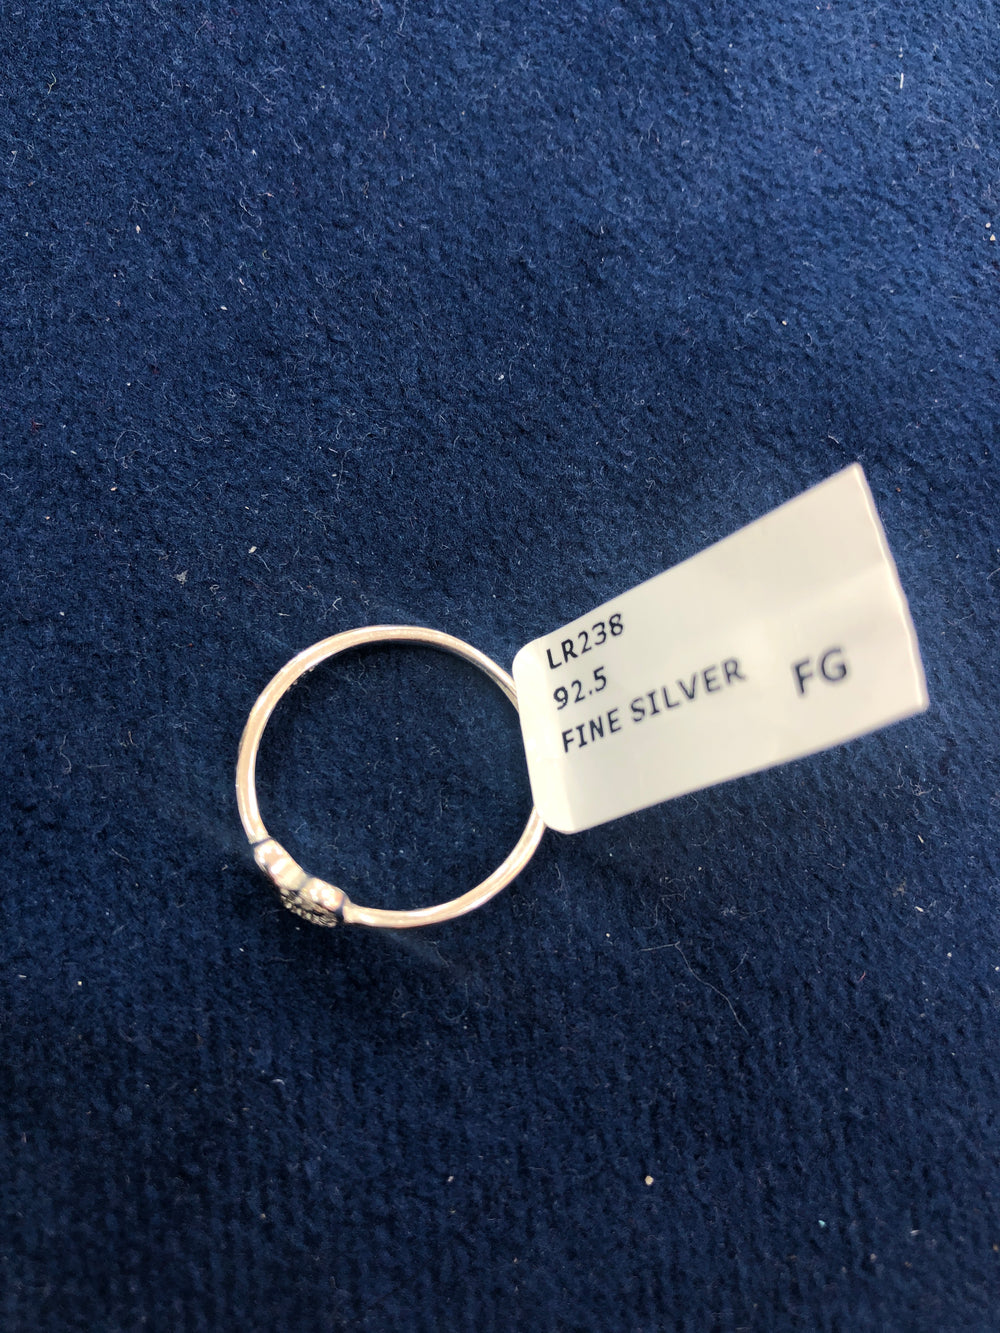 LR238
92.5
FINE SILVER
FG